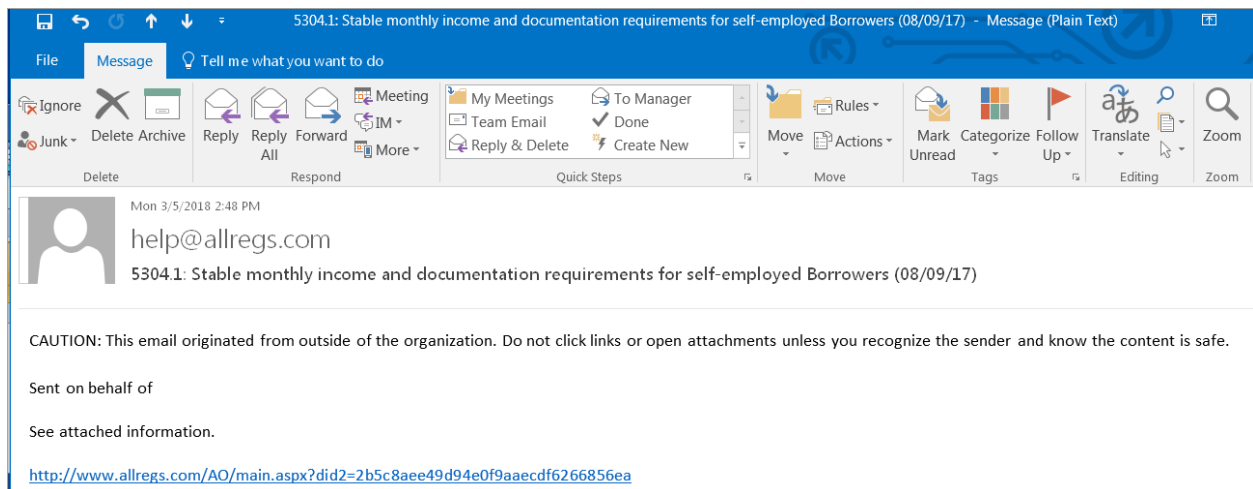 5304.1: Stable monthly income and documentation requirements for self-employed Borrowers (08/09/17) - Message (Plain Text)
File Message Tell me what you want to do
Ignore
Junk
Delete Archive
Delete
Reply Reply All Forward
Meeting
IM
More
Respond
My Meetings To Manager
Team Email Done
Reply & Delete Create New
Quick Steps
Move
Rules
Actions
Move
Mark Unread Categorize Follow Up
Tags
Translate
Editing
Zoom
Zoom
Mon 3/5/2018 2:48 PM
help@allregs.com
5304.1: Stable monthly income and documentation requirements for self-employed Borrowers (08/09/17)
CAUTION: This email originated from outside of the organization. Do not click links or open attachments unless you recognize the sender and know the content is safe.
Sent on behalf of
See attached information.
http://www.allregs.com/AO/main.aspx?did2=2b5c8aee49d94e0f9aaecdf6266856ea